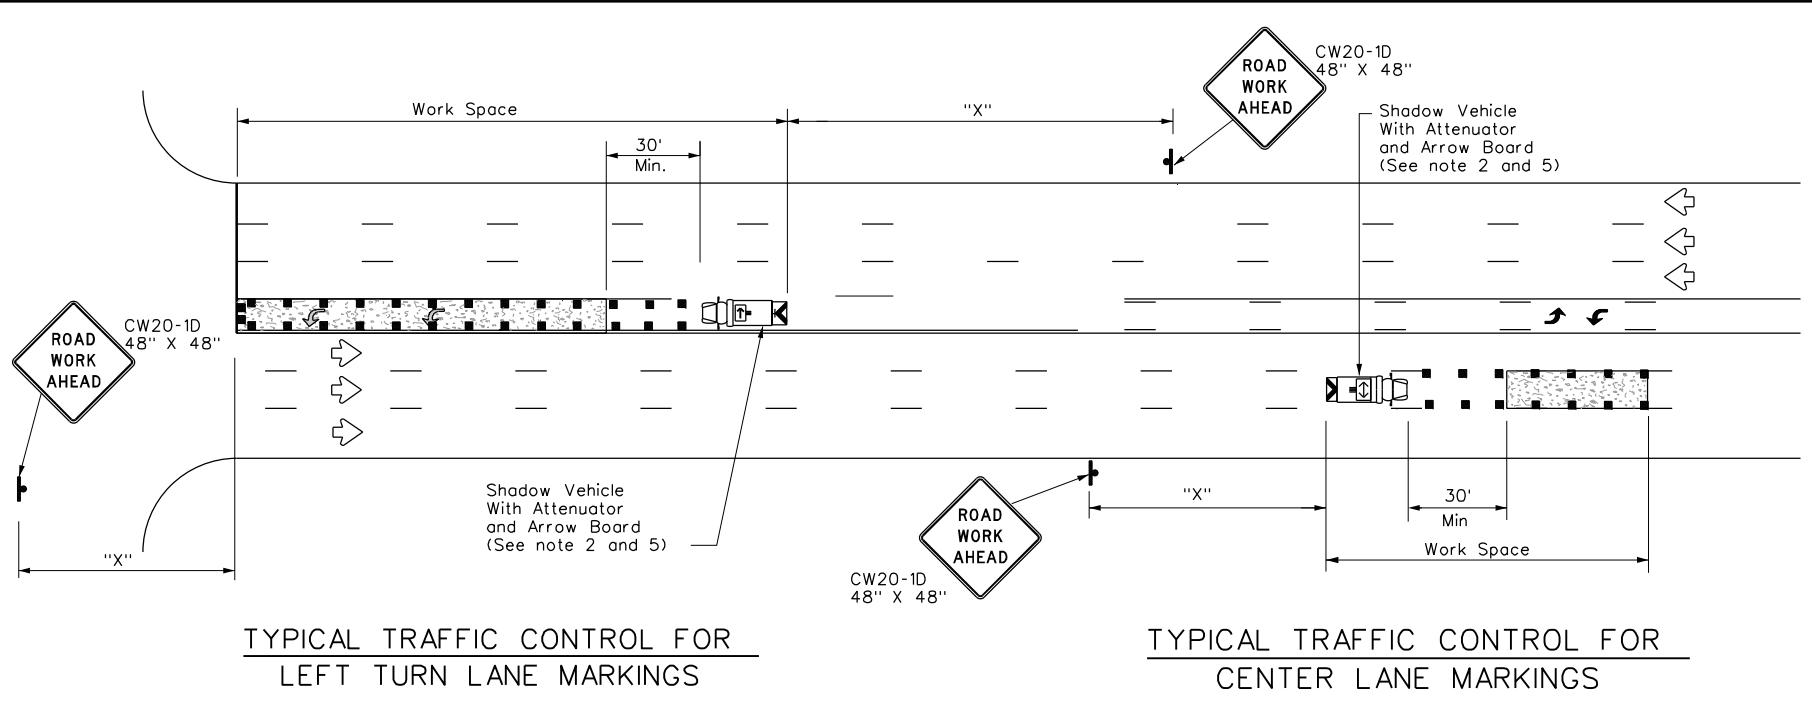 ROAD
WORK
AHEAD
CW20-1D
48" X 48"
Work Space
"X"
30'
Min.
Shadow Vehicle
With Attenuator
and Arrow Board
(See note 2 and 5)
ROAD
WORK
AHEAD
CW20-1D
48" X 48"
"X"
Shadow Vehicle
With Attenuator
and Arrow Board
(See note 2 and 5)
ROAD
WORK
AHEAD
CW20-1D
48" X 48"
"X"
30'
Min
Work Space
TYPICAL TRAFFIC CONTROL FOR
LEFT TURN LANE MARKINGS
TYPICAL TRAFFIC CONTROL FOR
CENTER LANE MARKINGS